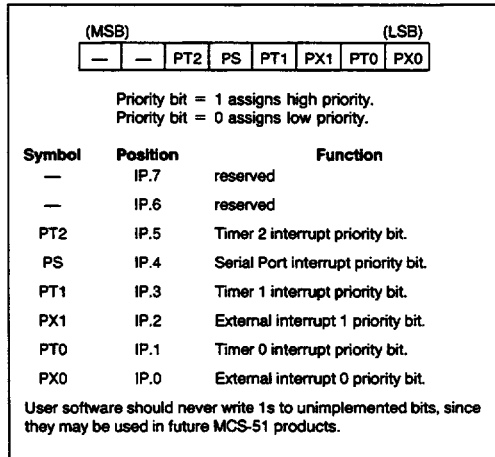 (MSB) (LSB)
— — PT2 PS PT1 PX1 PT0 PX0
Priority bit = 1 assigns high priority.
Priority bit = 0 assigns low priority.
Symbol Position Function
— IP.7 reserved
— IP.6 reserved
PT2 IP.5 Timer 2 interrupt priority bit.
PS IP.4 Serial Port interrupt priority bit.
PT1 IP.3 Timer 1 interrupt priority bit.
PX1 IP.2 External interrupt 1 priority bit.
PT0 IP.1 Timer 0 interrupt priority bit.
PX0 IP.0 External interrupt 0 priority bit.
User software should never write 1s to unimplemented bits, since
they may be used in future MCS-51 products.